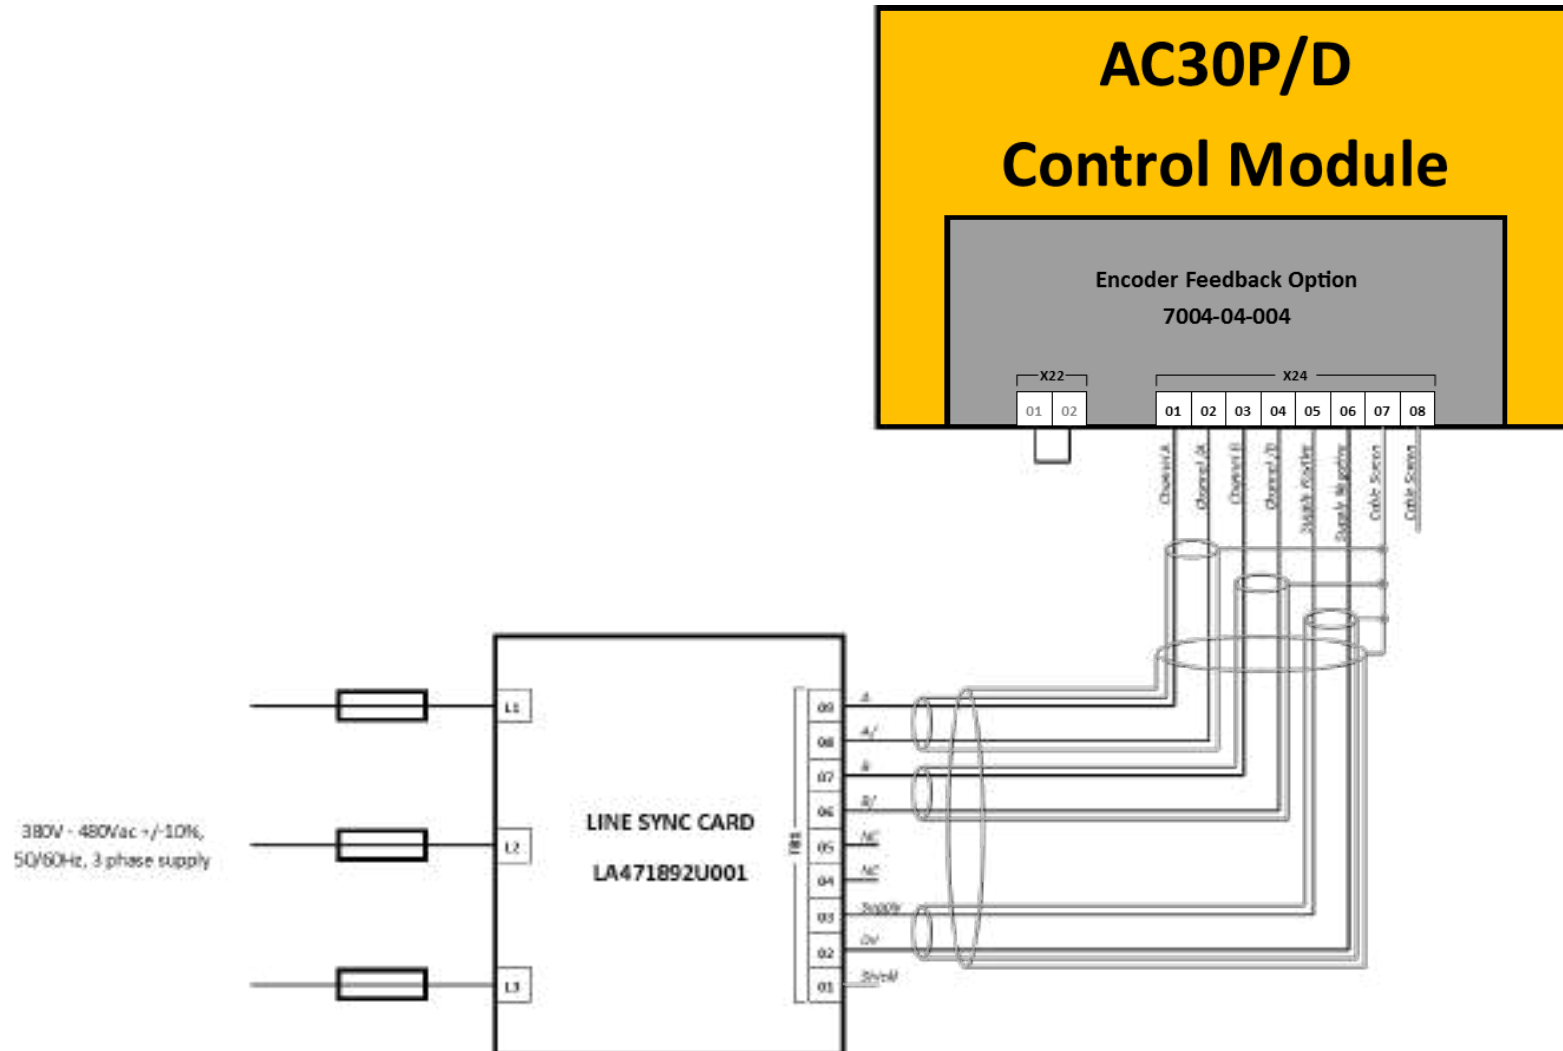 AC30P/D
Control Module
Encoder Feedback Option
7004-04-004
X22
X24
01 02
01 02 03 04 05 06 07 08
Channel A
Channel /A
Channel B
Channel /B
Supply Positive
Supply Negative
Cable Screen
Cable Screen
380V - 480Vac +/-10%,
50/60Hz, 3 phase supply
L1
L2
L3
LINE SYNC CARD
LA471892U001
TB1
09 A
08 A/
07 B
06 B/
05 NC
04 NC
03 Supply
02 0V
01 Shield